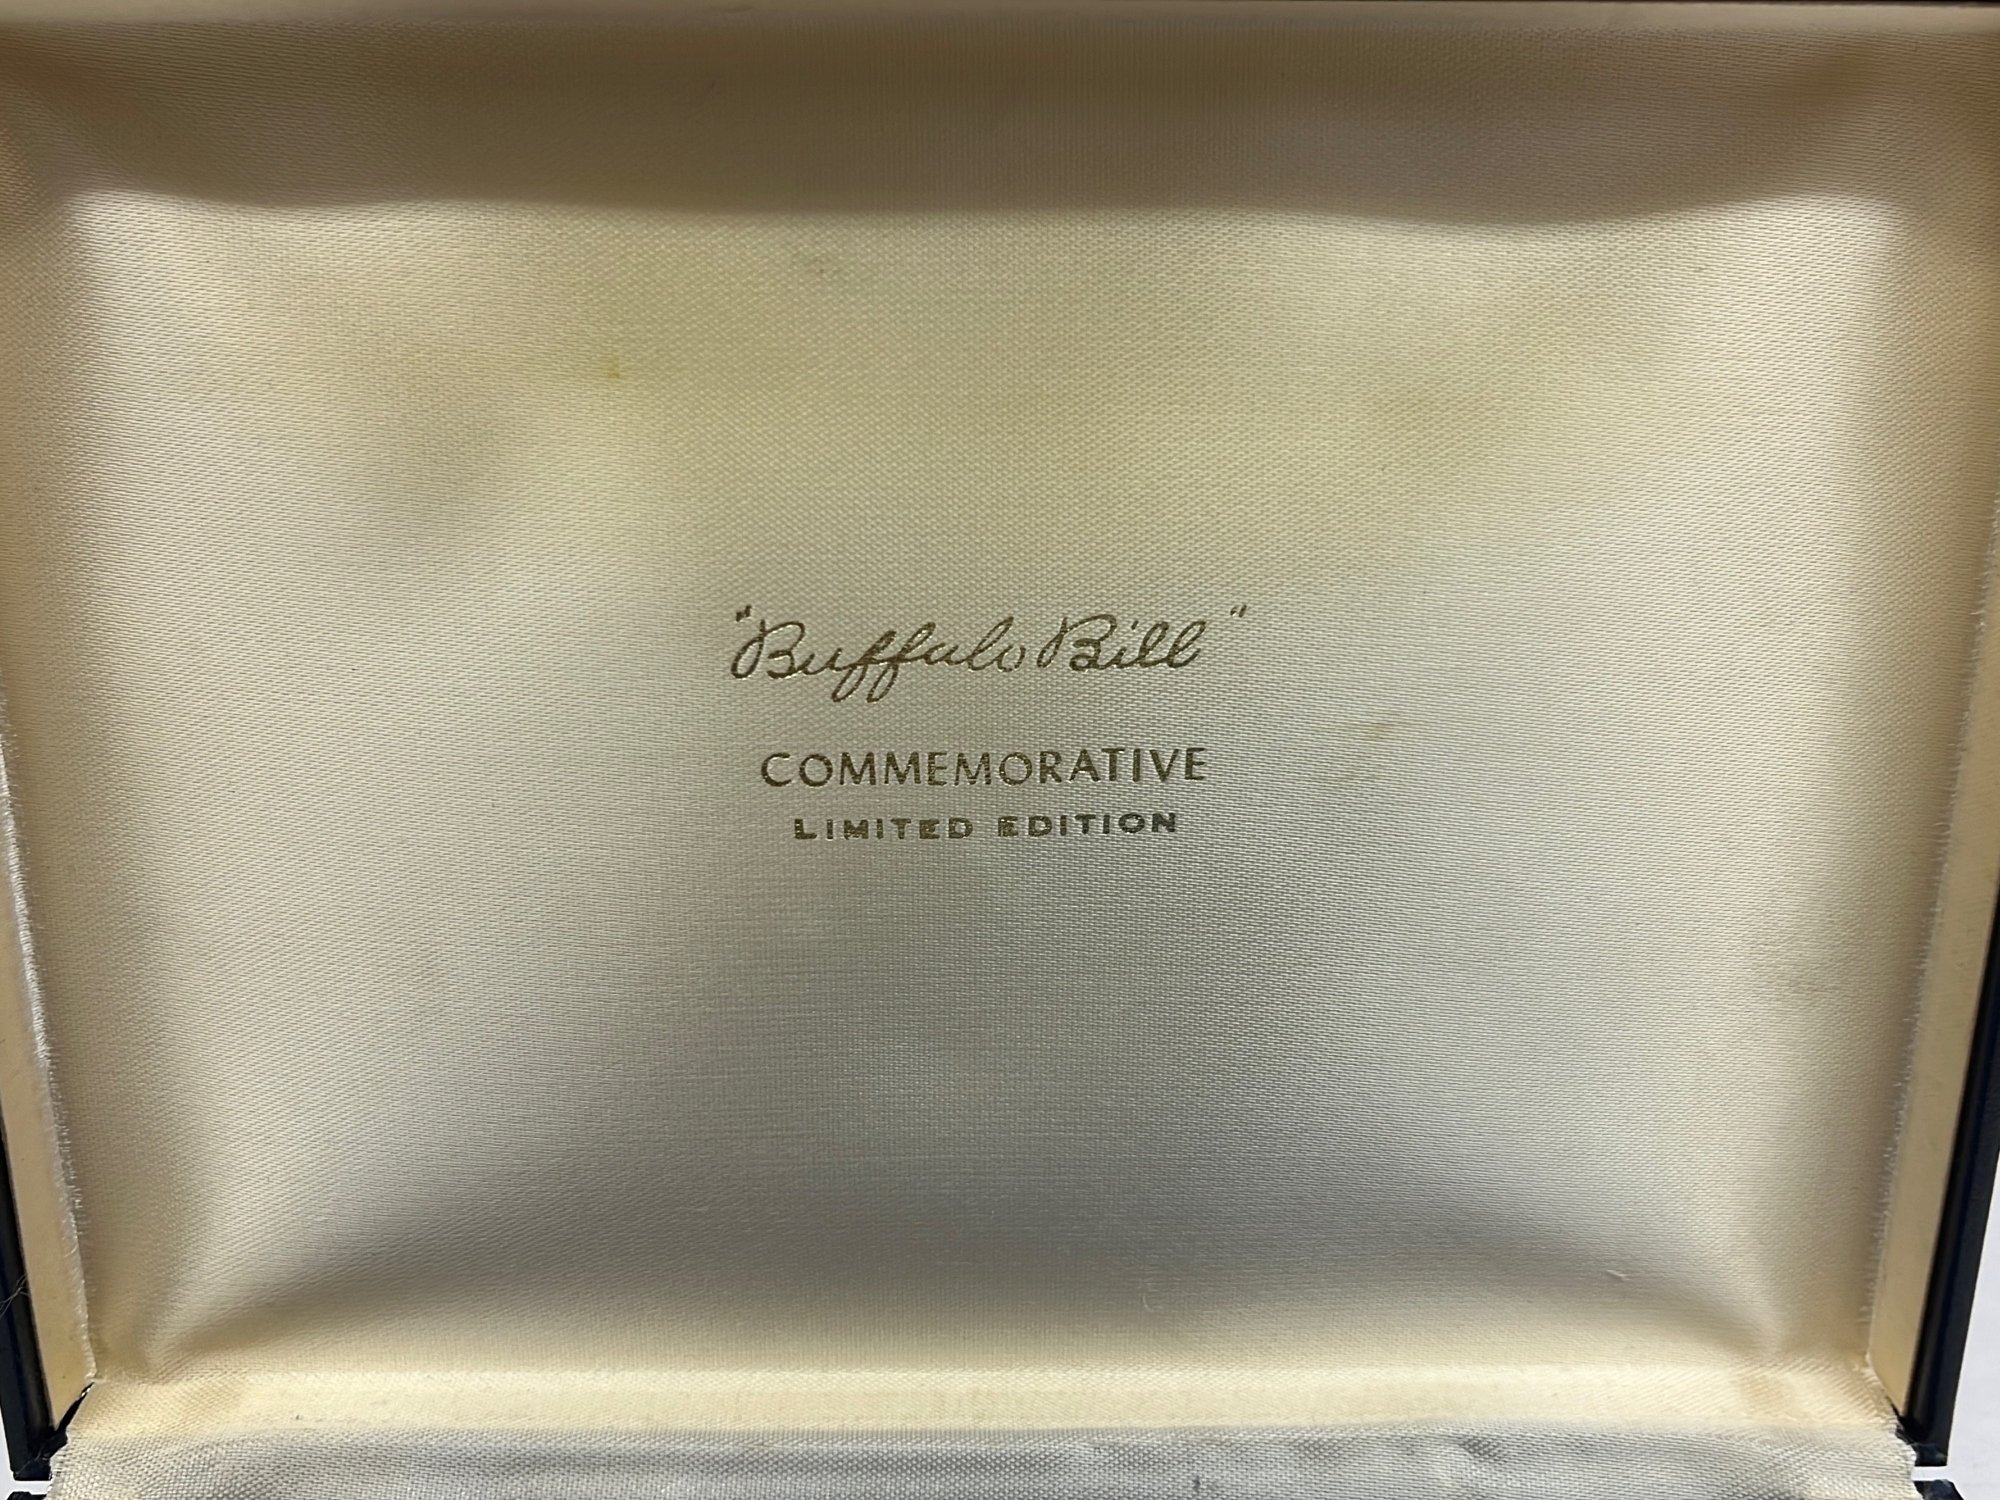 "Buffalo Bill"
COMMEMORATIVE
LIMITED EDITION